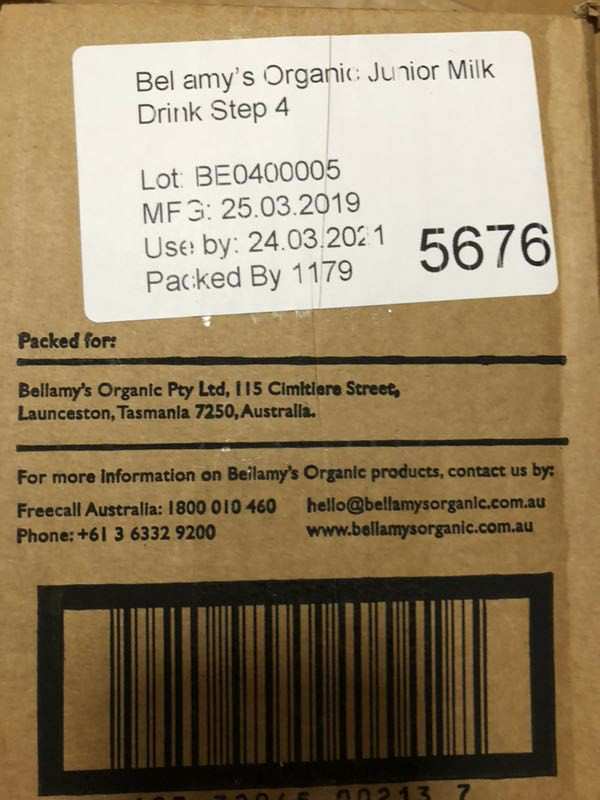 Bellamy's Organic Junior Milk
Drink Step 4
Lot: BE0400005
MFG: 25.03.2019
Use by: 24.03.2021
Packed By 1179
5676
Packed for:
Bellamy's Organic Pty Ltd, 115 Cimitiere Street,
Launceston, Tasmania 7250, Australia.
For more information on Bellamy's Organic products, contact us by:
Freecall Australia: 1800 010 460 hello@bellamysorganic.com.au
Phone: +61 3 6332 9200 www.bellamysorganic.com.au
00213 7